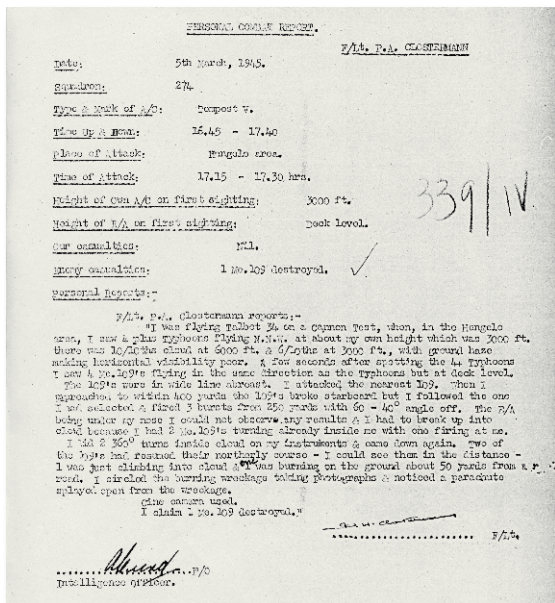 PERSONAL COMBAT REPORT.
F/Lt. P.A. CLOSTERMANN
Date: 5th March, 1945.
Squadron: 274
Type & Mark of A/C: Tempest V.
Time Up & Down: 16.45 - 17.40
Place of Attack: Hengelo area.
Time of Attack: 17.15 - 17.30 hrs.
Height of Own A/C on first sighting: 3000 ft.
339/IV
Height of E/A on first sighting: Deck level.
Our casualties: Nil.
Enemy casualties: 1 Me.109 destroyed.
Personal Reports:-
F/Lt. P.A. Clostermann reports:-
"I was flying Talbot 34 on a Cannon Test, when, in the Hengelo
area, I saw 4 plus Typhoons flying N.N.W. at about my own height which was 3000 ft.
there was 10/10ths cloud at 6000 ft. & 6/10ths at 3000 ft., with ground haze
making horizontal visibility poor. A few seconds after spotting the 4+ Typhoons
I saw 4 Me.109's flying in the same direction as the Typhoons but at deck level.
The 109's were in wide line abreast. I attacked the nearest 109. When I
approached to within 400 yards the 109's broke starboard but I followed the one
I had selected & fired 3 bursts from 250 yards with 60 - 40° angle off. The E/A
being under my nose I could not observe any results & I had to break up into
cloud because I had 2 Me.109's turning already inside me with one firing at me.
I did 2 360° turns inside cloud on my instruments & came down again. Two of
the 109's had resumed their northerly course - I could see them in the distance -
1 was just climbing into cloud & one was burning on the ground about 50 yards from a
road. I circled the burning wreckage taking photographs & noticed a parachute
splayed open from the wreckage.
Cine camera used.
I claim 1 Me.109 destroyed."
F/Lt.
F/O
Intelligence Officer.